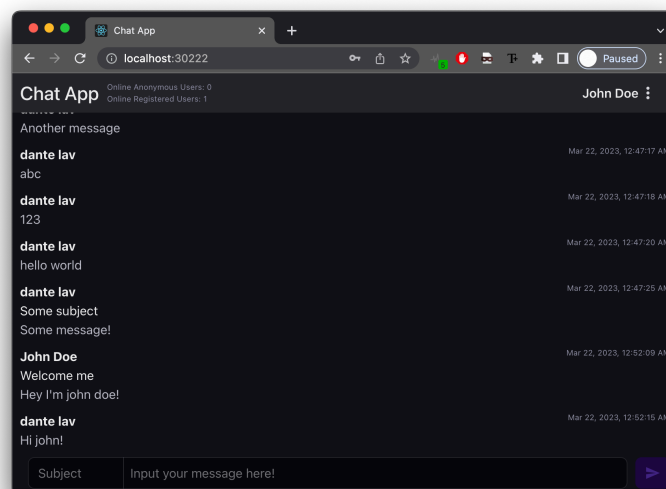 Chat App
localhost:30222
5
Paused
Chat App
Online Anonymous Users: 0
Online Registered Users: 1
John Doe
Another message
dante lav
Mar 22, 2023, 12:47:17 AM
abc
dante lav
Mar 22, 2023, 12:47:18 AM
123
dante lav
Mar 22, 2023, 12:47:20 AM
hello world
dante lav
Mar 22, 2023, 12:47:25 AM
Some subject
Some message!
John Doe
Mar 22, 2023, 12:52:09 AM
Welcome me
Hey I'm john doe!
dante lav
Mar 22, 2023, 12:52:15 AM
Hi john!
Subject
Input your message here!